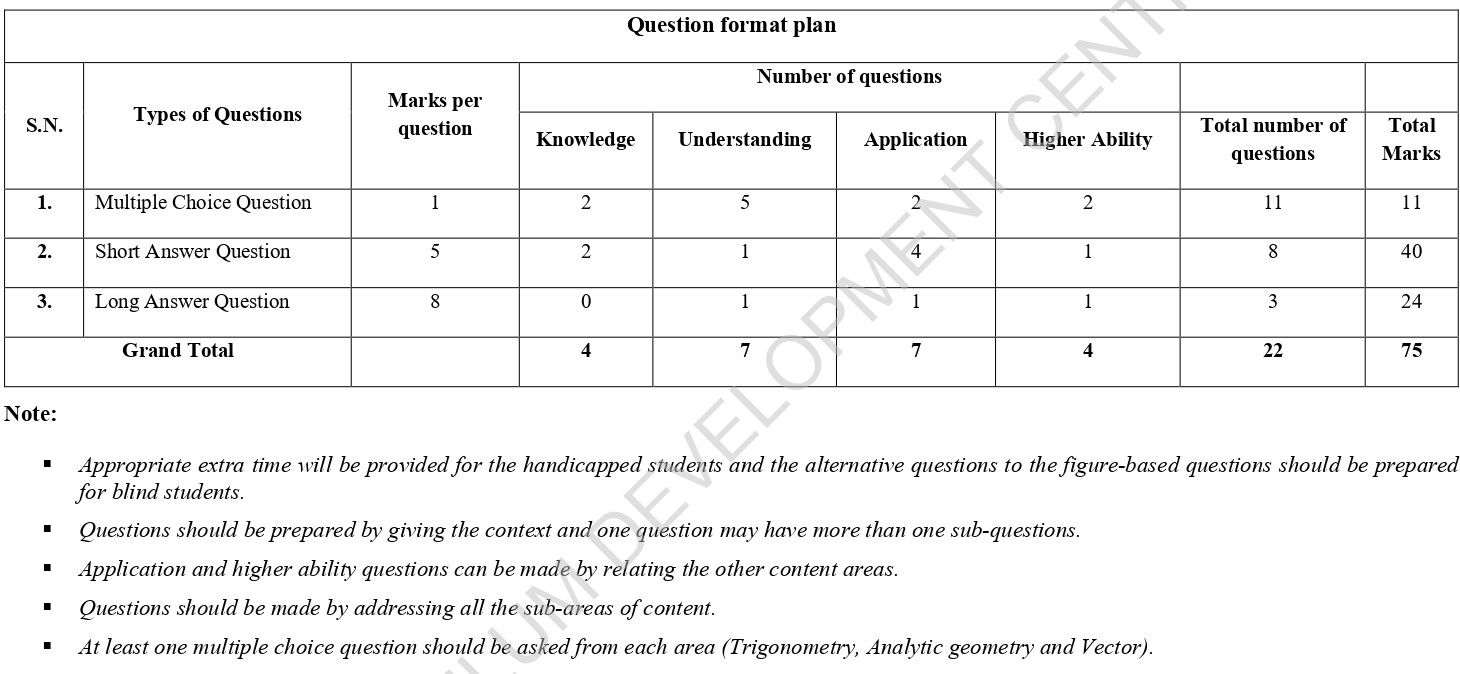 Question format plan
Number of questions
S.N. Types of Questions Marks per question Knowledge Understanding Application Higher Ability Total number of questions Total Marks
1. Multiple Choice Question 1 2 5 2 2 11 11
2. Short Answer Question 5 2 1 4 1 8 40
3. Long Answer Question 8 0 1 1 1 3 24
Grand Total 4 7 7 4 22 75
Note:
▪ Appropriate extra time will be provided for the handicapped students and the alternative questions to the figure-based questions should be prepared
for blind students.
▪ Questions should be prepared by giving the context and one question may have more than one sub-questions.
▪ Application and higher ability questions can be made by relating the other content areas.
▪ Questions should be made by addressing all the sub-areas of content.
▪ At least one multiple choice question should be asked from each area (Trigonometry, Analytic geometry and Vector).
DEVELOPMENT